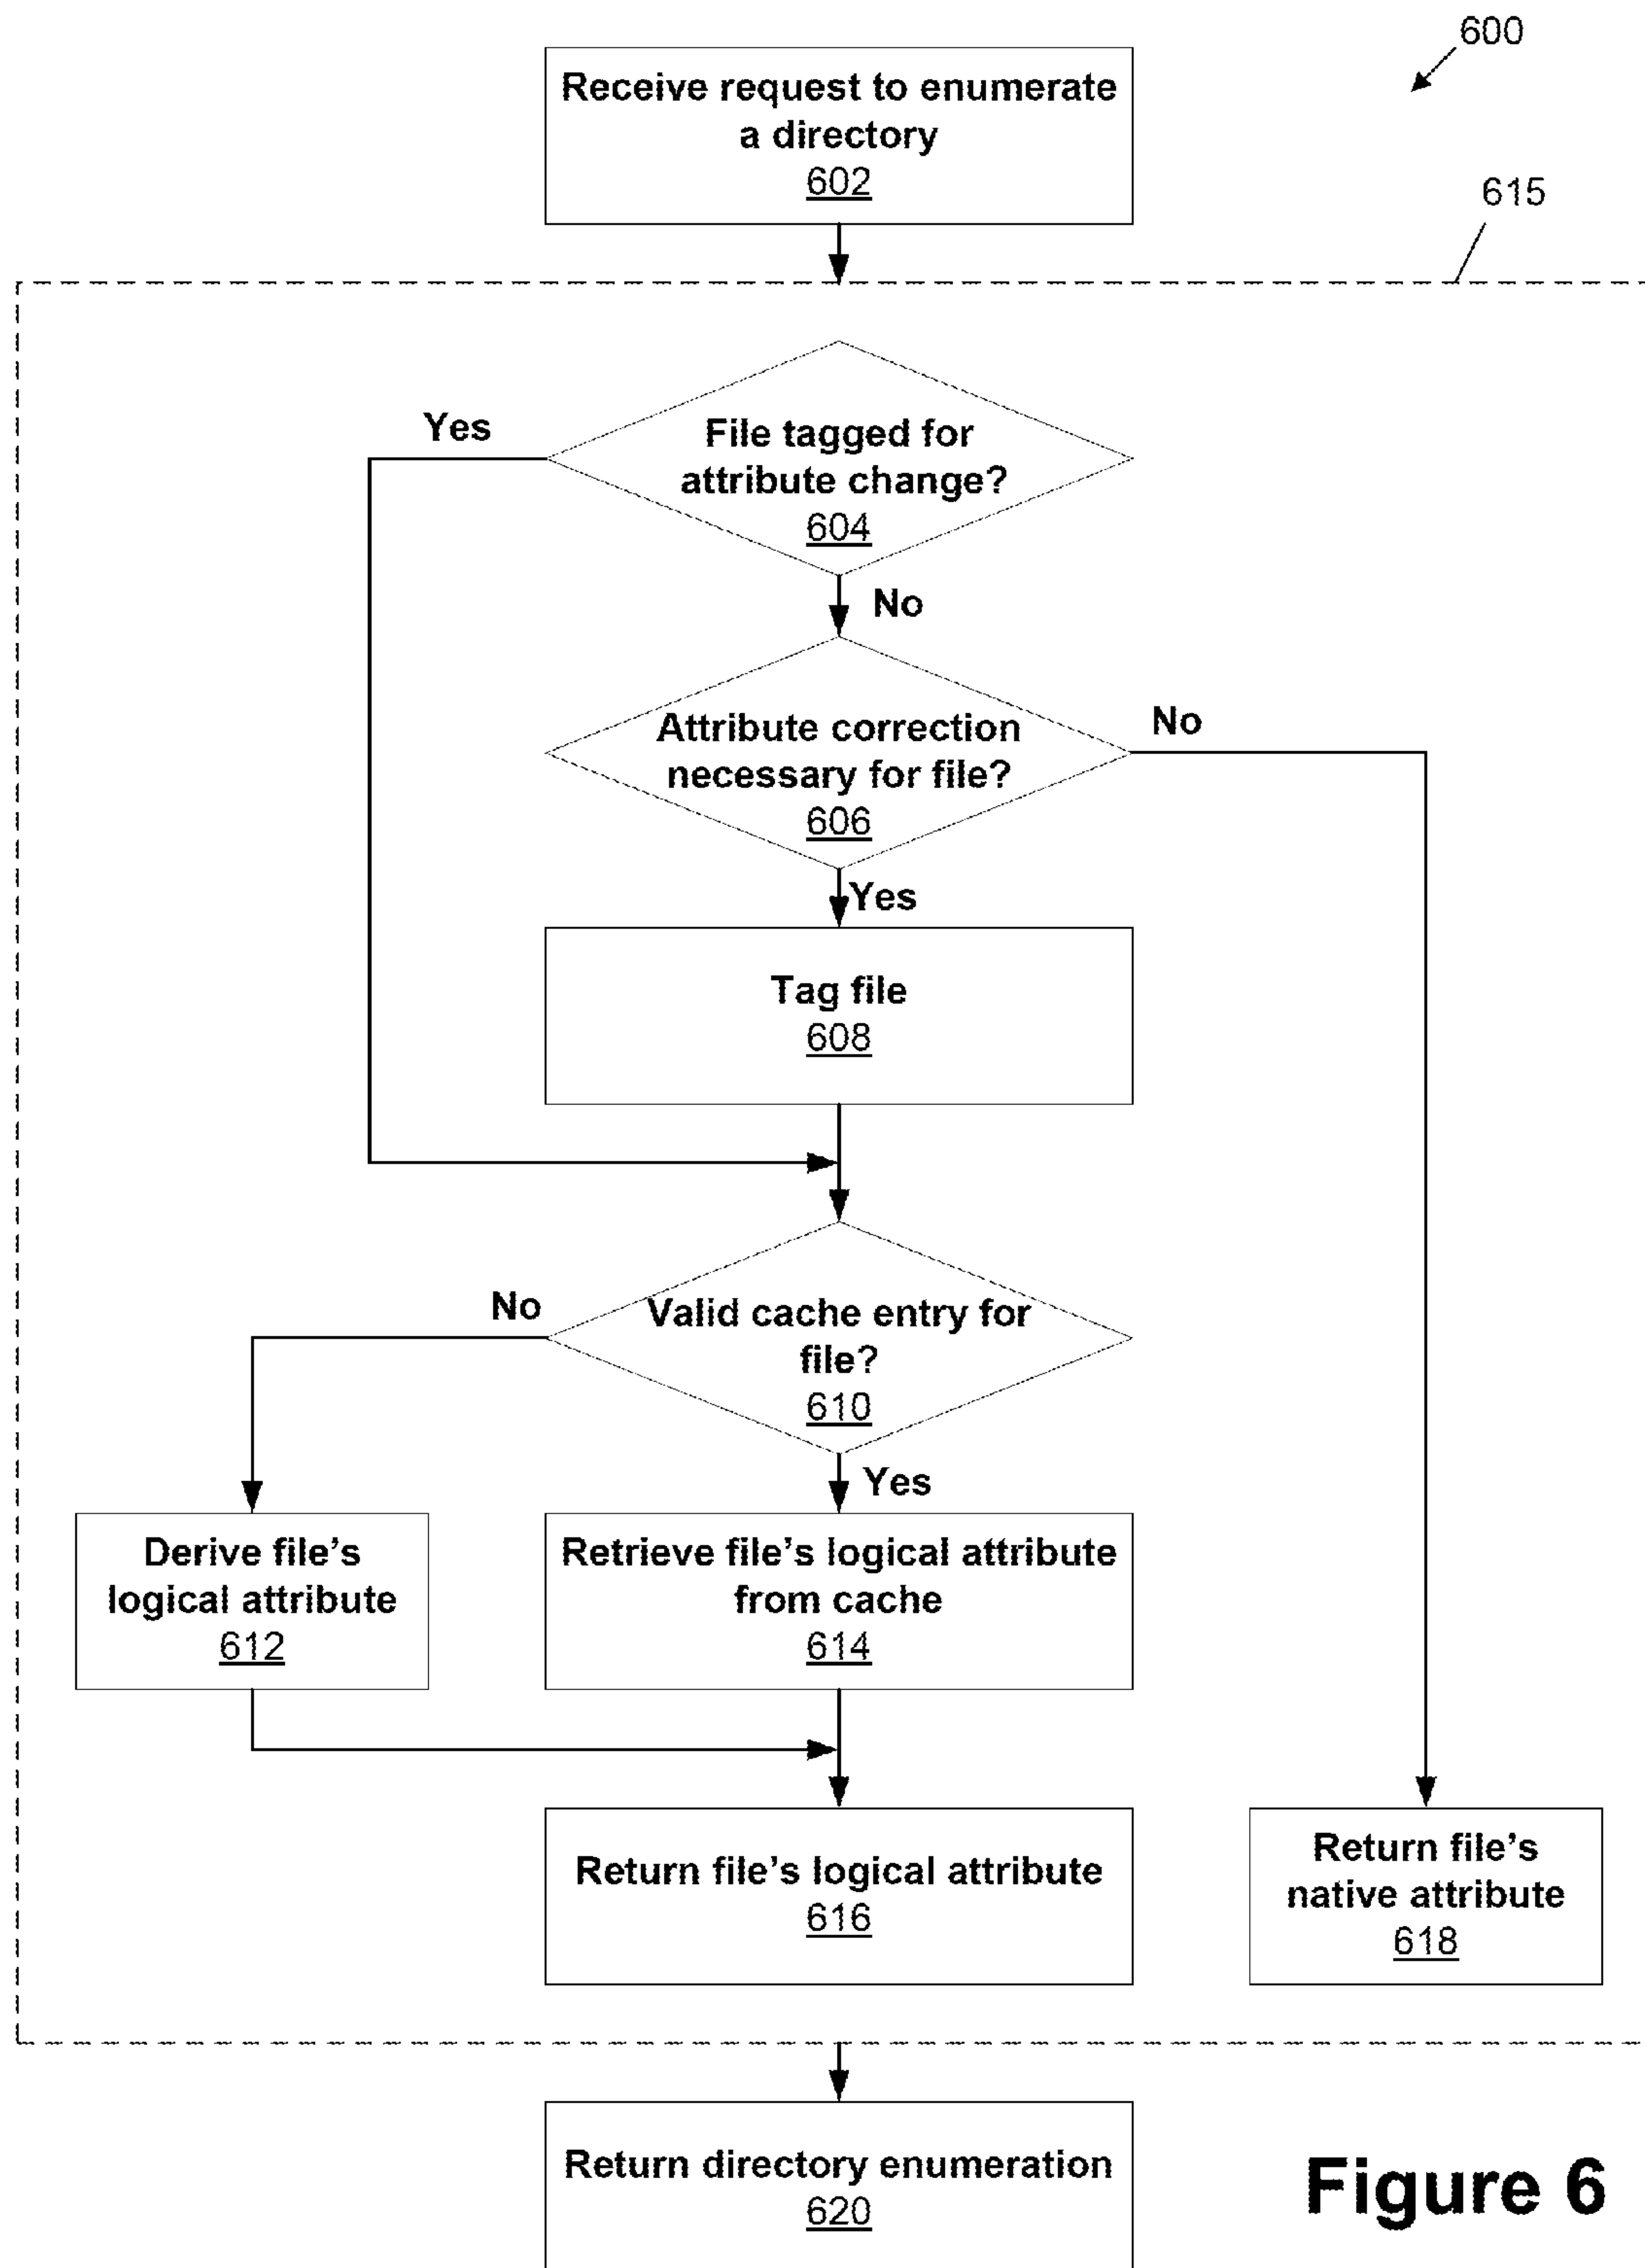 600
Receive request to enumerate
a directory
602
615
Yes
File tagged for
attribute change?
604
No
Attribute correction
necessary for file?
606
No
Yes
Tag file
608
No
Valid cache entry for
file?
610
Yes
Derive file’s
logical attribute
612
Retrieve file’s logical attribute
from cache
614
Return file’s logical attribute
616
Return file’s
native attribute
618
Return directory enumeration
620
Figure 6